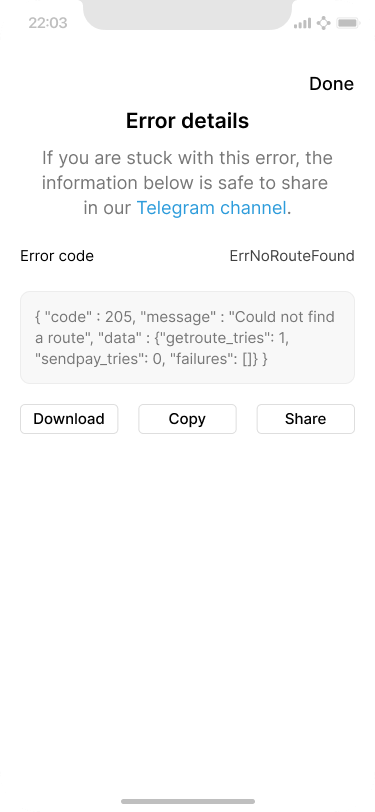 22:03
Done
Error details
If you are stuck with this error, the
information below is safe to share
in our Telegram channel.
Error code ErrNoRouteFound
{ "code" : 205, "message" : "Could not find
a route", "data" : {"getroute_tries": 1,
"sendpay_tries": 0, "failures": []} }
Download Copy Share